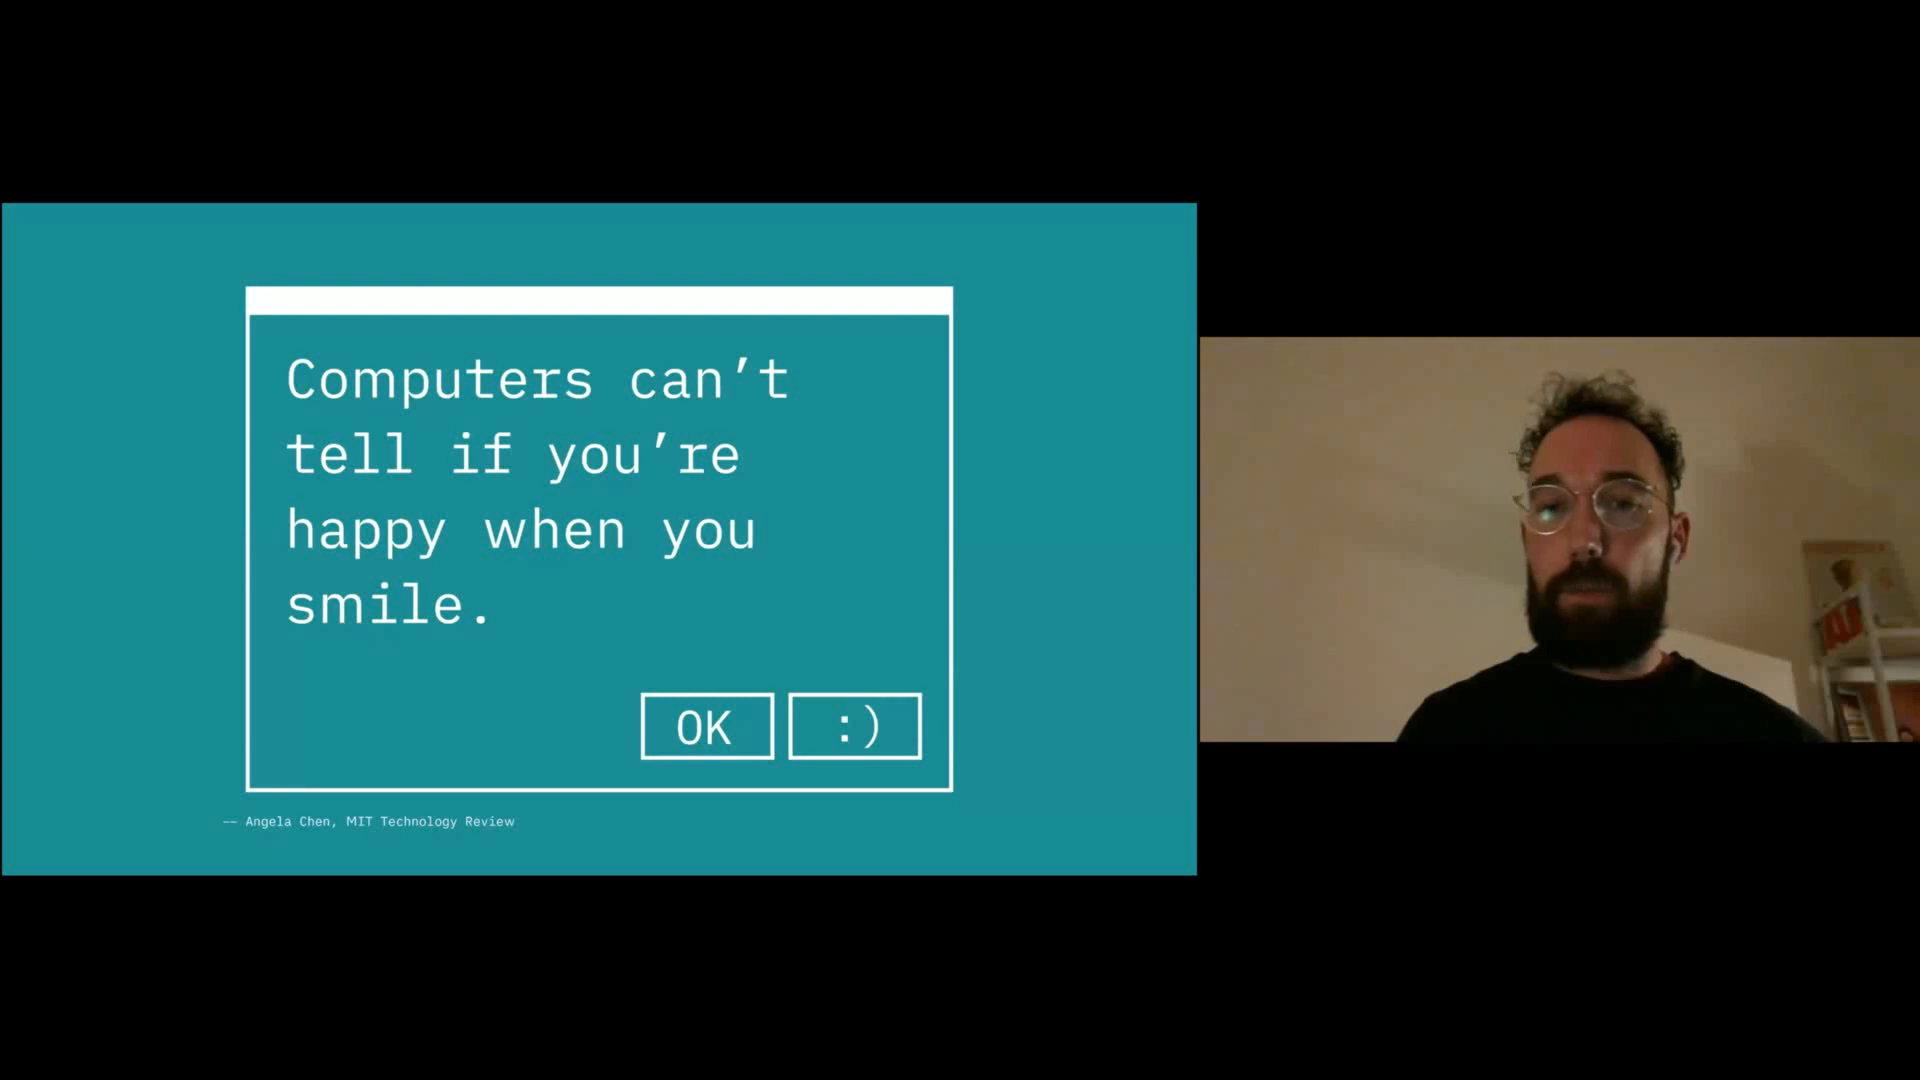 Computers can’t
tell if you’re
happy when you
smile.
OK
:)
-- Angela Chen, MIT Technology Review